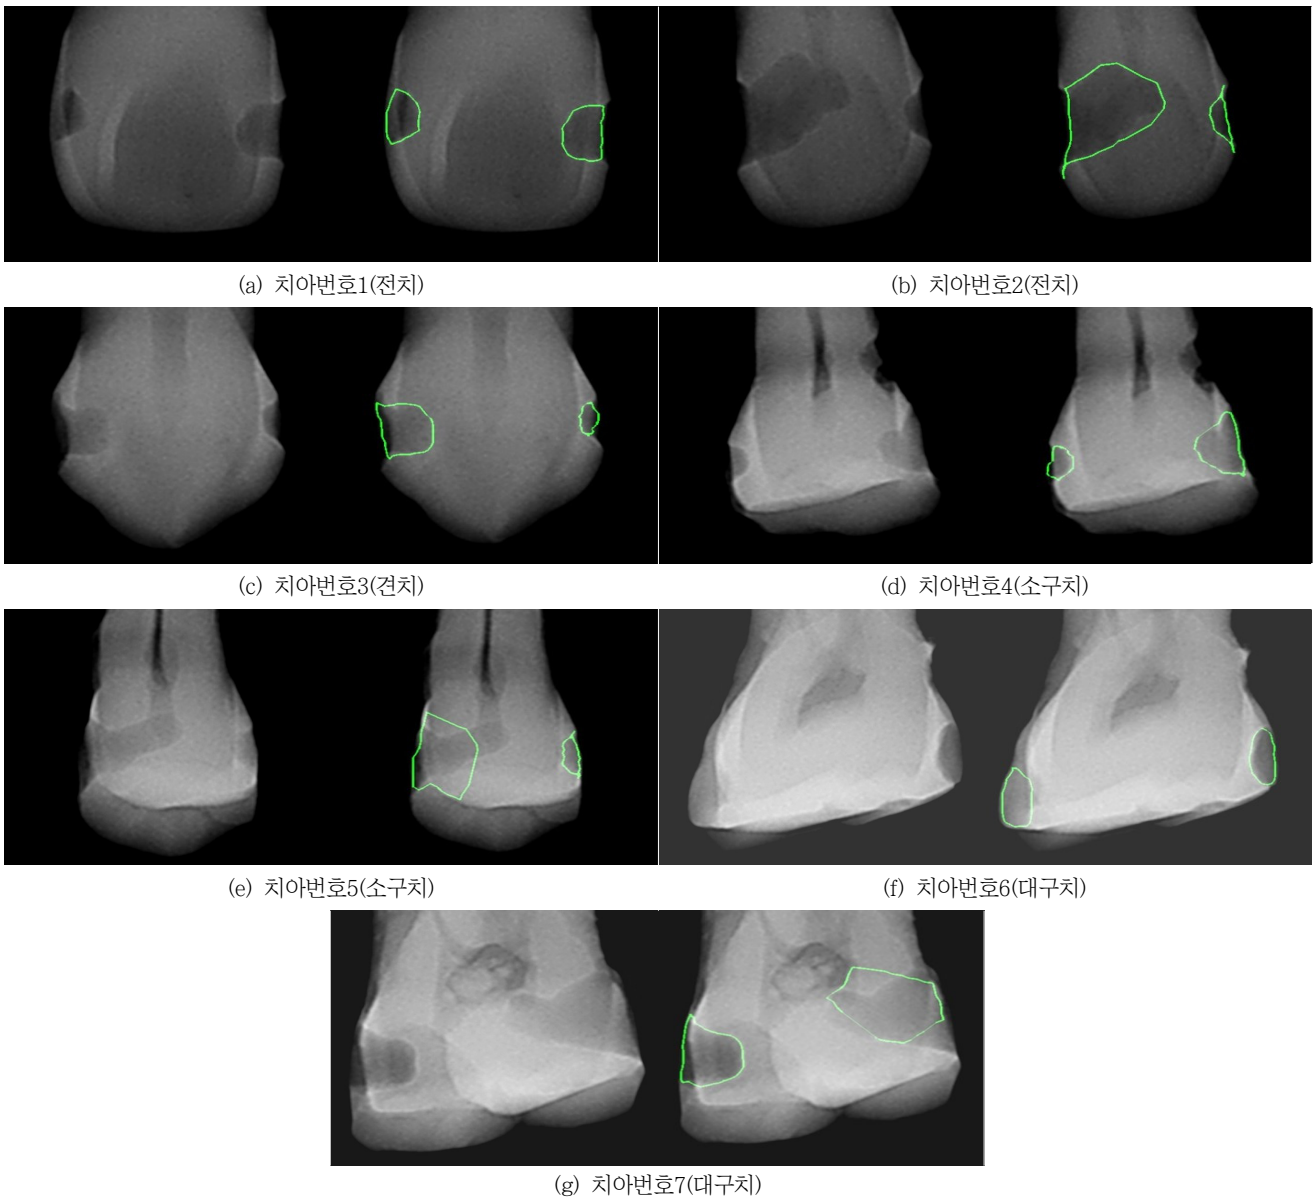 (a) 치아번호1(전치)
(b) 치아번호2(전치)
(c) 치아번호3(견치)
(d) 치아번호4(소구치)
(e) 치아번호5(소구치)
(f) 치아번호6(대구치)
(g) 치아번호7(대구치)